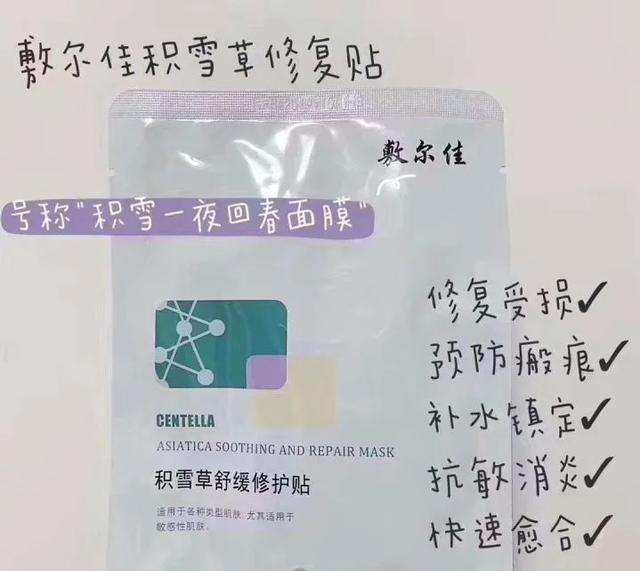 敷尔佳积雪草修复贴
敷尔佳
号称"积雪一夜回春面膜"
修复受损✓
预防瘢痕✓
补水镇定✓
抗敏消炎✓
快速愈合✓
CENTELLA
ASIATICA SOOTHING AND REPAIR MASK
积雪草舒缓修护贴
适用于各种类型肌肤 尤其适用于
敏感性肌肤。